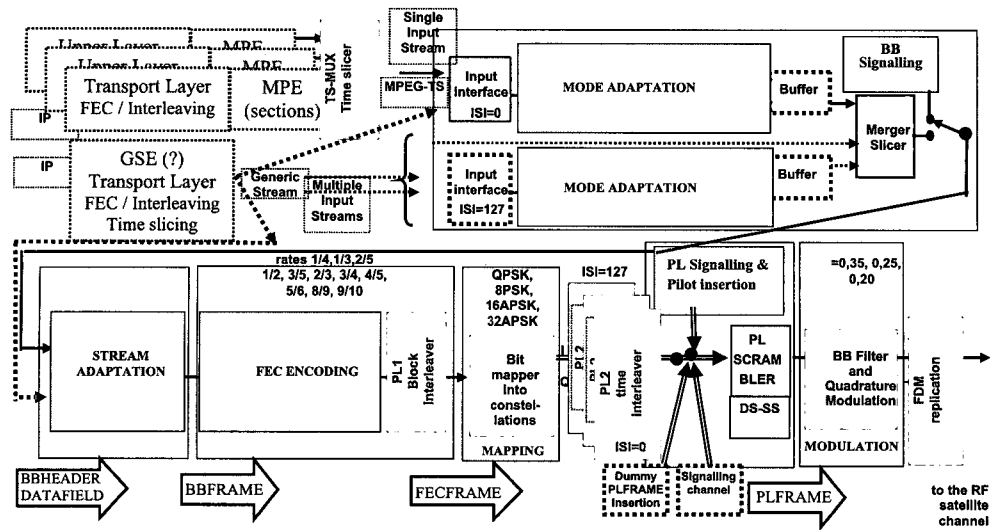 Upper Layer
MPE
Upper Layer
MPE
Transport Layer
FEC / Interleaving
MPE
(sections)
IP
TS-MUX
Time slicer
Single
Input
Stream
MPEG-TS
Input
Interface
ISI=0
MODE ADAPTATION
Buffer
BB
Signalling
Merger
Slicer
IP
GSE (?)
Transport Layer
FEC / Interleaving
Time slicing
Generic
Stream
Multiple
Input
Streams
Input
interface
ISI=127
MODE ADAPTATION
Buffer
STREAM
ADAPTATION
rates 1/4,1/3,2/5
1/2, 3/5, 2/3, 3/4, 4/5,
5/6, 8/9, 9/10
FEC ENCODING
PL1
Block
Interleaver
QPSK,
8PSK,
16APSK,
32APSK
Bit
mapper
Into
constel-
lations
MAPPING
ISI=127
PL2
PL2
time
interleaver
ISI=0
PL Signalling &
Pilot insertion
PL
SCRAM
BLER
DS-SS
=0,35, 0,25,
0,20
BB Filter
and
Quadrature
Modulation
MODULATION
FDM
replication
BBHEADER
DATAFIELD
BBFRAME
FECFRAME
Dummy
PLFRAME
Insertion
Signalling
channel
PLFRAME
to the RF
satellite
channel